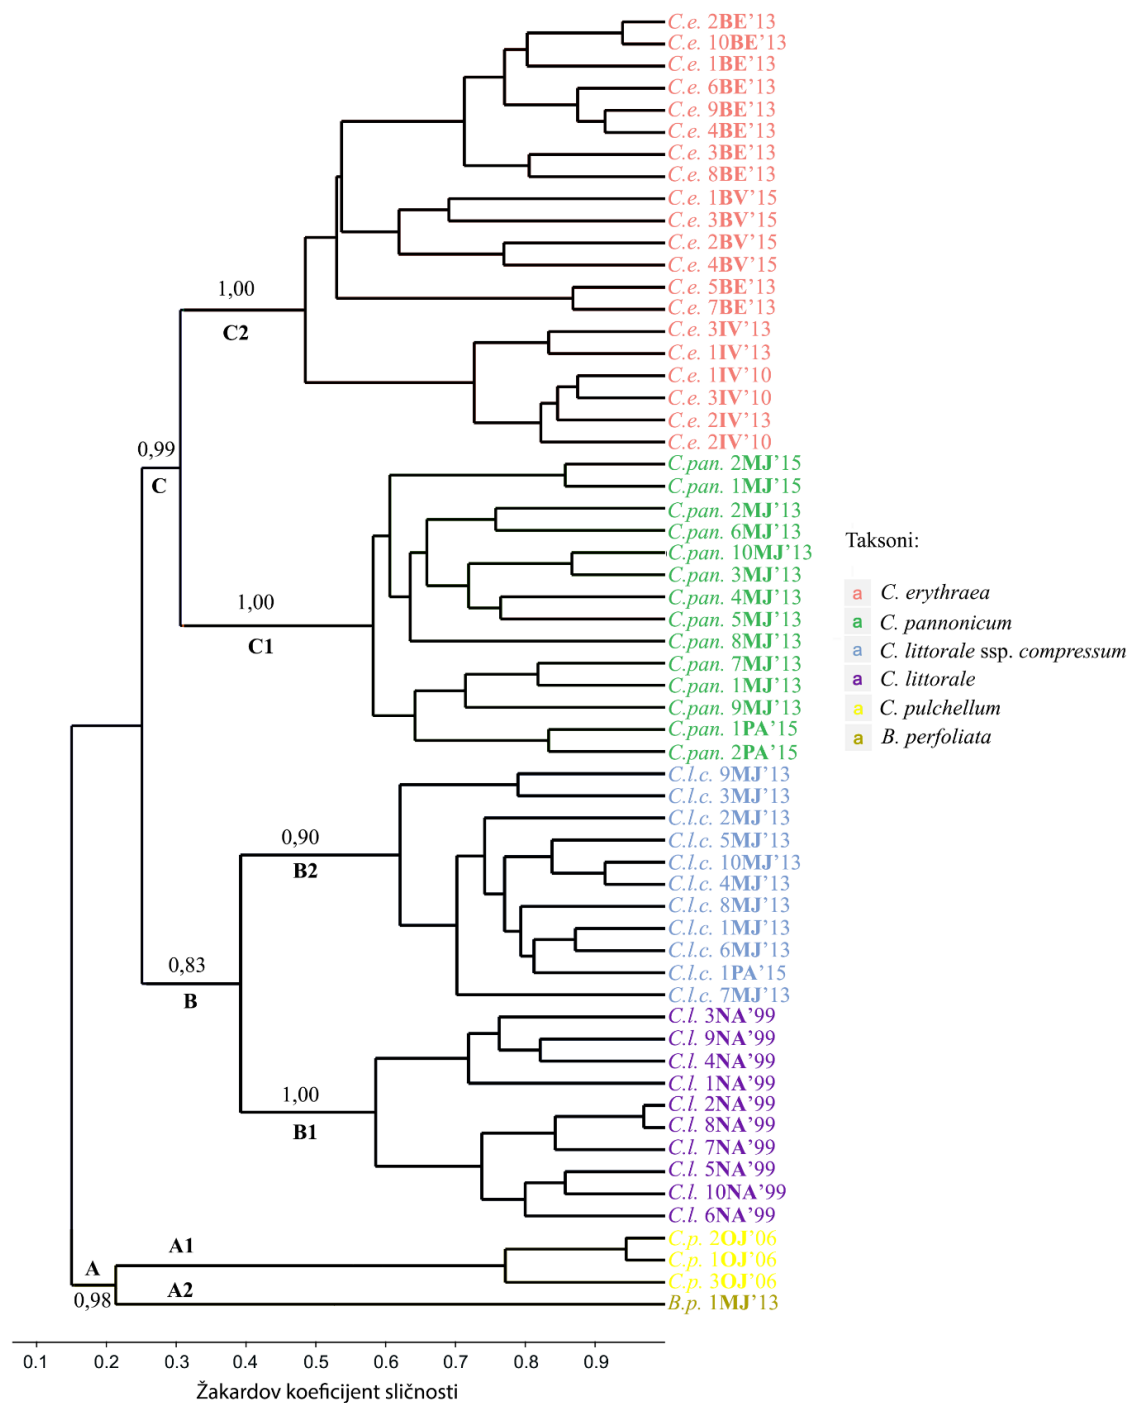 C.e. 2BE’13
C.e. 10BE’13
C.e. 1BE’13
C.e. 6BE’13
C.e. 9BE’13
C.e. 4BE’13
C.e. 3BE’13
C.e. 8BE’13
C.e. 1BV’15
C.e. 3BV’15
C.e. 2BV’15
C.e. 4BV’15
C.e. 5BE’13
C.e. 7BE’13
C.e. 3IV’13
C.e. 1IV’13
C.e. 1IV’10
C.e. 3IV’10
C.e. 2IV’13
C.e. 2IV’10
C.pan. 2MJ’15
C.pan. 1MJ’15
C.pan. 2MJ’13
C.pan. 6MJ’13
C.pan. 10MJ’13
C.pan. 3MJ’13
C.pan. 4MJ’13
C.pan. 5MJ’13
C.pan. 8MJ’13
C.pan. 7MJ’13
C.pan. 1MJ’13
C.pan. 9MJ’13
C.pan. 1PA’15
C.pan. 2PA’15
C.l.c. 9MJ’13
C.l.c. 3MJ’13
C.l.c. 2MJ’13
C.l.c. 5MJ’13
C.l.c. 10MJ’13
C.l.c. 4MJ’13
C.l.c. 8MJ’13
C.l.c. 1MJ’13
C.l.c. 6MJ’13
C.l.c. 1PA’15
C.l.c. 7MJ’13
C.l. 3NA’99
C.l. 9NA’99
C.l. 4NA’99
C.l. 1NA’99
C.l. 2NA’99
C.l. 8NA’99
C.l. 7NA’99
C.l. 5NA’99
C.l. 10NA’99
C.l. 6NA’99
C.p. 2OJ’06
C.p. 1OJ’06
C.p. 3OJ’06
B.p. 1MJ’13
1,00
C2
0,99
C
1,00
C1
0,90
B2
0,83
B
1,00
B1
A1
A
A2
0,98
Taksoni:
a C. erythraea
a C. pannonicum
a C. littorale ssp. compressum
a C. littorale
a C. pulchellum
a B. perfoliata
0.1 0.2 0.3 0.4 0.5 0.6 0.7 0.8 0.9
Žakardov koeficijent sličnosti